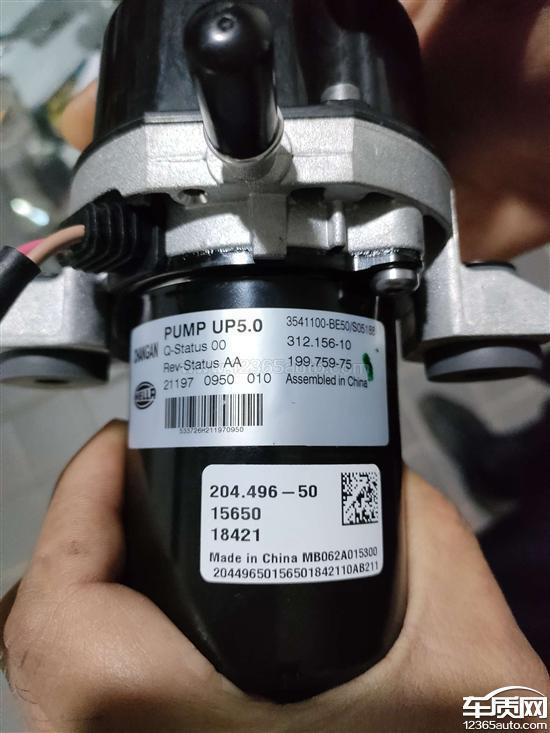 CHANGAN
PUMP UP5.0
Q-Status 00
Rev-Status AA
21197 0950 010
HELLA
533726H211970950
3541100-BE50/S05188
312.156-10
199.759-75
Assembled in China
204.496-50
15650
18421
Made in China MB062A015300
20449650156501842110AB211
车质网
12365auto.com